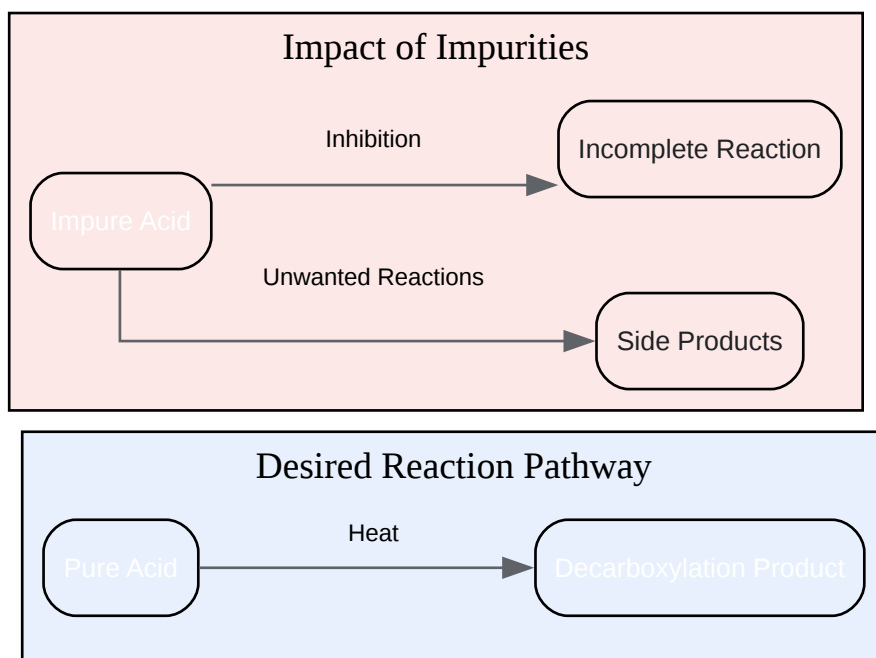 Impact of Impurities
Inhibition
Incomplete Reaction
Impure Acid
Unwanted Reactions
Side Products
Desired Reaction Pathway
Heat
Pure Acid
Decarboxylation Product